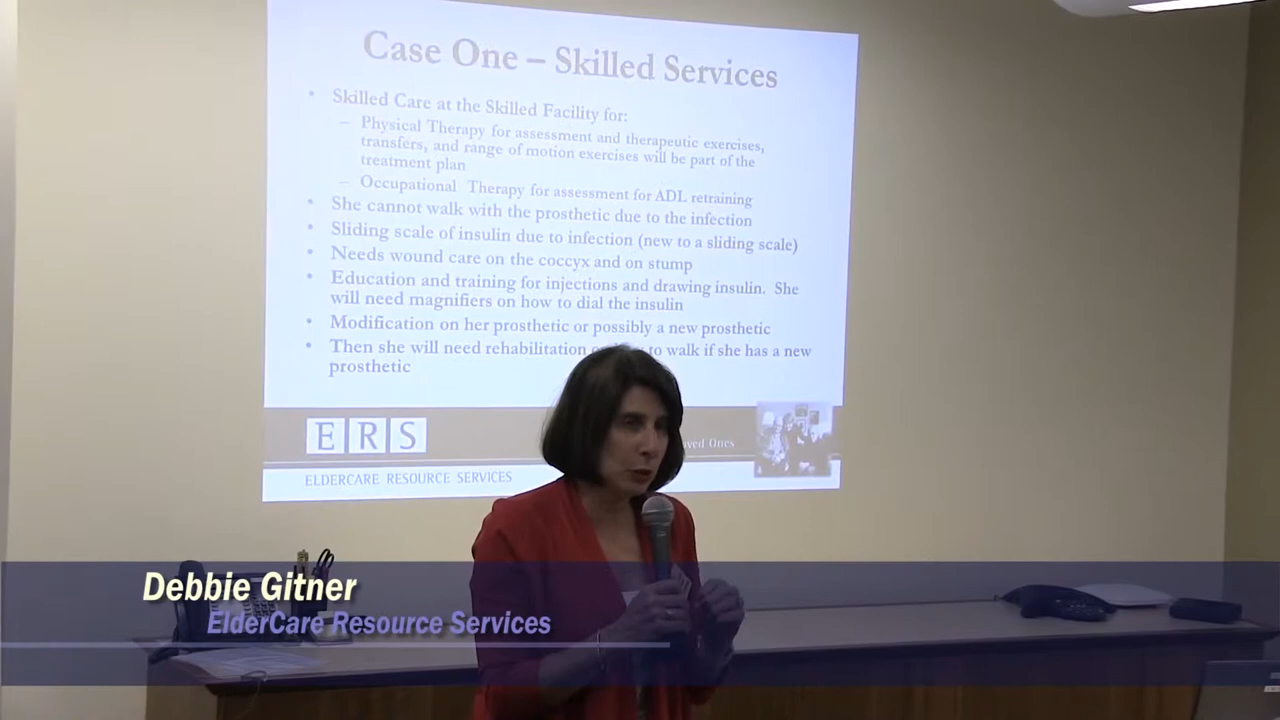 Case One – Skilled Services
• Skilled Care at the Skilled Facility for:
– Physical Therapy for assessment and therapeutic exercises,
transfers, and range of motion exercises will be part of the
treatment plan
– Occupational Therapy for assessment for ADL retraining
• She cannot walk with the prosthetic due to the infection
• Sliding scale of insulin due to infection (new to a sliding scale)
• Needs wound care on the coccyx and on stump
• Education and training for injections and drawing insulin. She
will need magnifiers on how to dial the insulin
• Modification on her prosthetic or possibly a new prosthetic
• Then she will need rehabilitation to walk if she has a new
prosthetic
ERS
Ones
ELDERCARE RESOURCE SERVICES
Debbie Gitner
ElderCare Resource Services